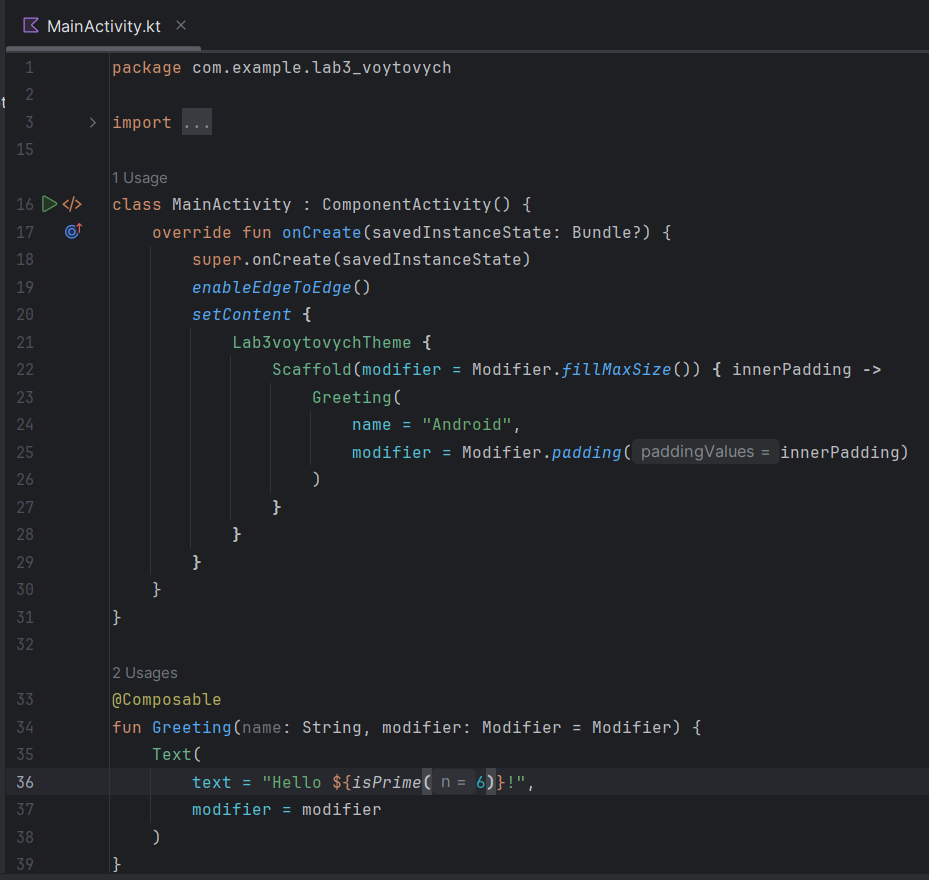 MainActivity.kt
1 package com.example.lab3_voytovych
2
3 import ...
15
1 Usage
16 class MainActivity : ComponentActivity() {
17     override fun onCreate(savedInstanceState: Bundle?) {
18         super.onCreate(savedInstanceState)
19         enableEdgeToEdge()
20         setContent {
21             Lab3voytovychTheme {
22                 Scaffold(modifier = Modifier.fillMaxSize()) { innerPadding ->
23                     Greeting(
24                         name = "Android",
25                         modifier = Modifier.padding( paddingValues = innerPadding)
26                     )
27                 }
28             }
29         }
30     }
31 }
32
2 Usages
33 @Composable
34 fun Greeting(name: String, modifier: Modifier = Modifier) {
35     Text(
36         text = "Hello ${isPrime( n = 6)}!",
37         modifier = modifier
38     )
39 }